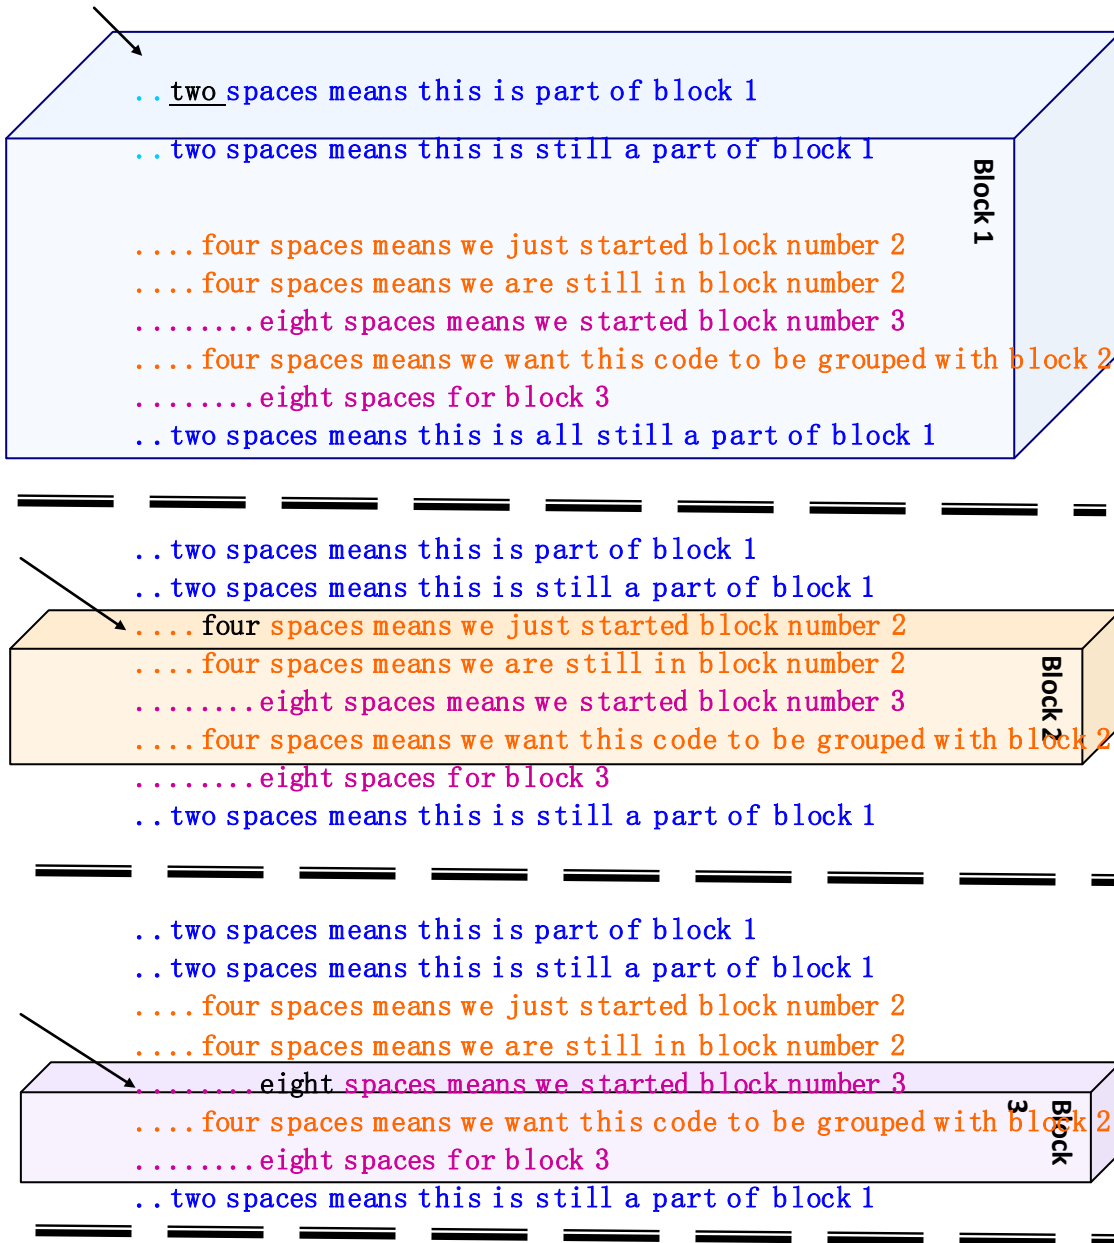 ..two spaces means this is part of block 1
..two spaces means this is still a part of block 1
Block 1
....four spaces means we just started block number 2
....four spaces means we are still in block number 2
........eight spaces means we started block number 3
....four spaces means we want this code to be grouped with block 2
........eight spaces for block 3
..two spaces means this is all still a part of block 1
..two spaces means this is part of block 1
..two spaces means this is still a part of block 1
....four spaces means we just started block number 2
....four spaces means we are still in block number 2
Block 2
........eight spaces means we started block number 3
....four spaces means we want this code to be grouped with block 2
........eight spaces for block 3
..two spaces means this is still a part of block 1
..two spaces means this is part of block 1
..two spaces means this is still a part of block 1
....four spaces means we just started block number 2
....four spaces means we are still in block number 2
........eight spaces means we started block number 3
Block
3
....four spaces means we want this code to be grouped with block 2
........eight spaces for block 3
..two spaces means this is still a part of block 1